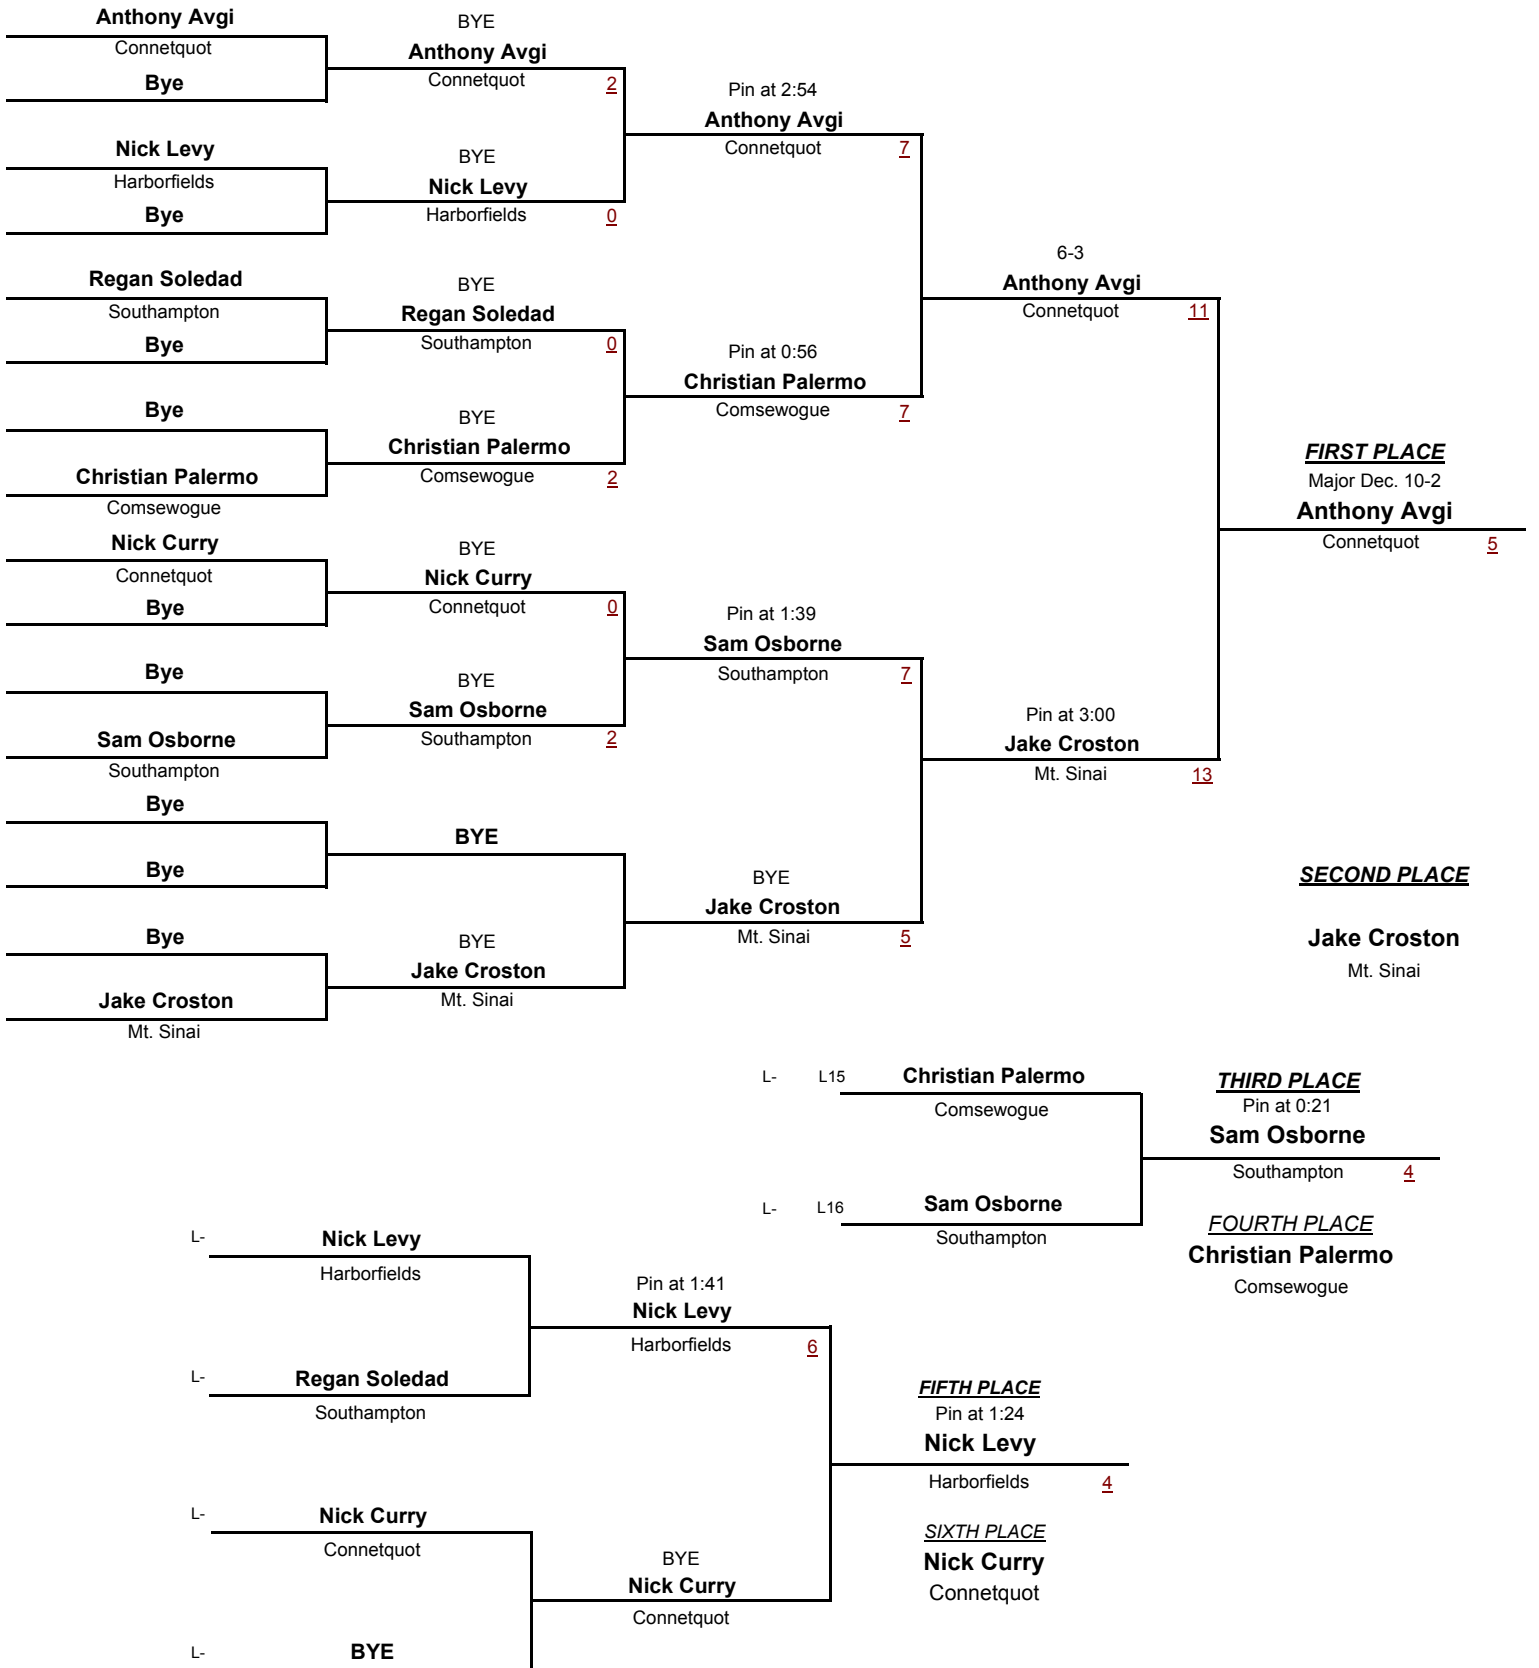 Anthony Avgi
Connetquot
Bye
Nick Levy
Harborfields
Bye
Regan Soledad
Southampton
Bye
Bye
Christian Palermo
Comsewogue
Nick Curry
Connetquot
Bye
Bye
Sam Osborne
Southampton
Bye
Bye
Bye
Jake Croston
Mt. Sinai
BYE
Anthony Avgi
Connetquot 2
BYE
Nick Levy
Harborfields 0
BYE
Regan Soledad
Southampton 0
BYE
Christian Palermo
Comsewogue 2
BYE
Nick Curry
Connetquot 0
BYE
Sam Osborne
Southampton 2
BYE
BYE
Jake Croston
Mt. Sinai
Pin at 2:54
Anthony Avgi
Connetquot 7
Pin at 0:56
Christian Palermo
Comsewogue 7
Pin at 1:39
Sam Osborne
Southampton 7
BYE
Jake Croston
Mt. Sinai 5
6-3
Anthony Avgi
Connetquot 11
Pin at 3:00
Jake Croston
Mt. Sinai 13
FIRST PLACE
Major Dec. 10-2
Anthony Avgi
Connetquot 5
SECOND PLACE
Jake Croston
Mt. Sinai
L- L15 Christian Palermo
Comsewogue
L- L16 Sam Osborne
Southampton
THIRD PLACE
Pin at 0:21
Sam Osborne
Southampton 4
FOURTH PLACE
Christian Palermo
Comsewogue
L- Nick Levy
Harborfields
L- Regan Soledad
Southampton
L- Nick Curry
Connetquot
L- BYE
Pin at 1:41
Nick Levy
Harborfields 6
BYE
Nick Curry
Connetquot
FIFTH PLACE
Pin at 1:24
Nick Levy
Harborfields 4
SIXTH PLACE
Nick Curry
Connetquot